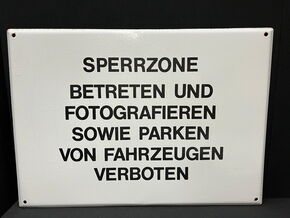 SPERRZONE
BETRETEN UND
FOTOGRAFIEREN
SOWIE PARKEN
VON FAHRZEUGEN
VERBOTEN